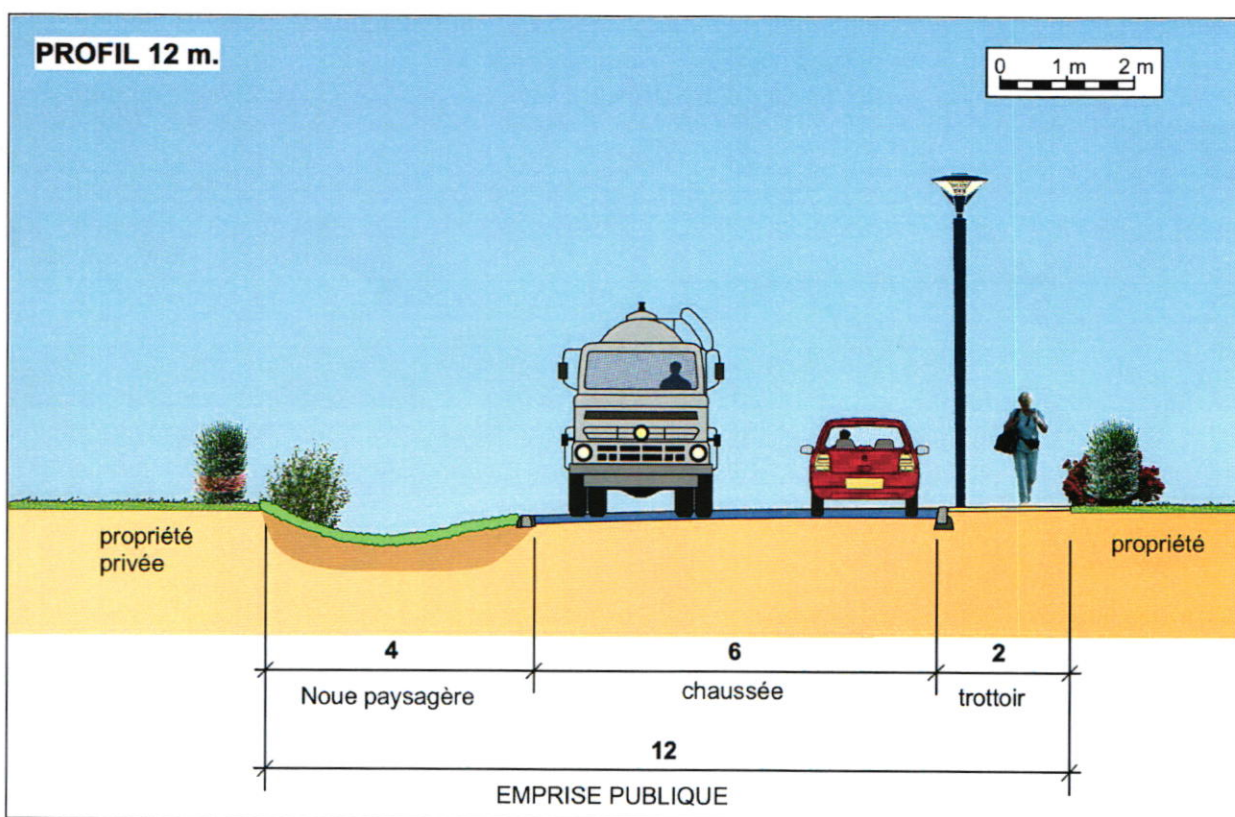 PROFIL 12 m.
0 1 m 2 m
propriété
privée
propriété
4 6 2
Noue paysagère chaussée trottoir
12
EMPRISE PUBLIQUE